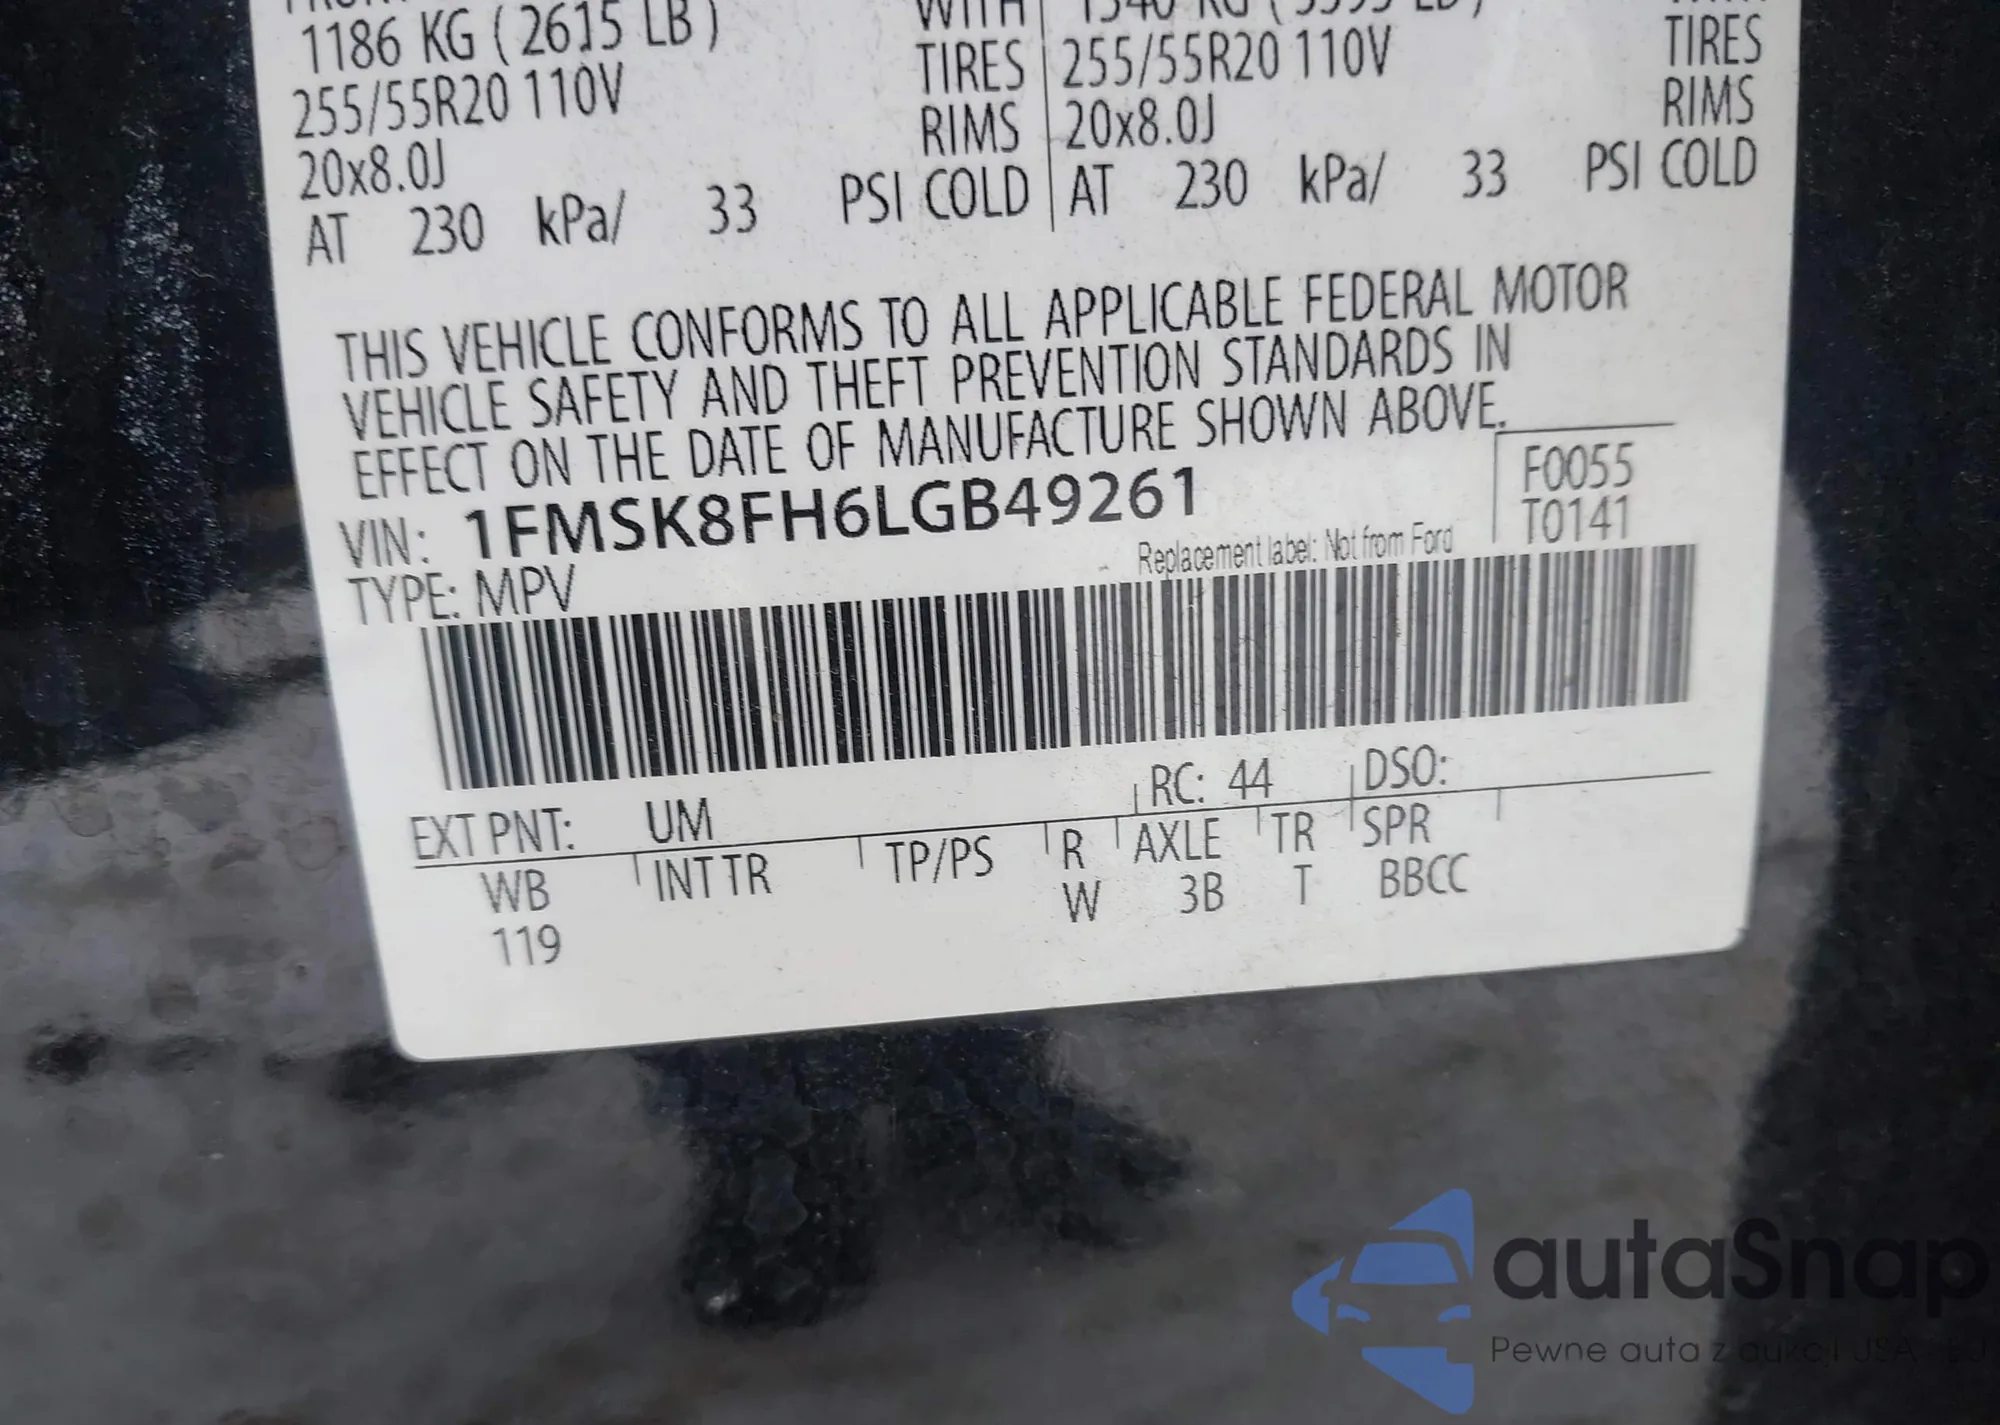 1186 KG ( 2615 LB ) WITH
255/55R20 110V TIRES 255/55R20 110V TIRES
20x8.0J RIMS 20x8.0J RIMS
AT 230 kPa/ 33 PSI COLD AT 230 kPa/ 33 PSI COLD
THIS VEHICLE CONFORMS TO ALL APPLICABLE FEDERAL MOTOR
VEHICLE SAFETY AND THEFT PREVENTION STANDARDS IN
EFFECT ON THE DATE OF MANUFACTURE SHOWN ABOVE.
VIN: 1FMSK8FH6LGB49261
F0055
T0141
Replacement label: Not from Ford
TYPE: MPV
EXT PNT: UM RC: 44 DSO:
WB INT TR TP/PS R AXLE TR SPR
119 W 3B T BBCC
autaSnap
Pewne auta z aukcji USA